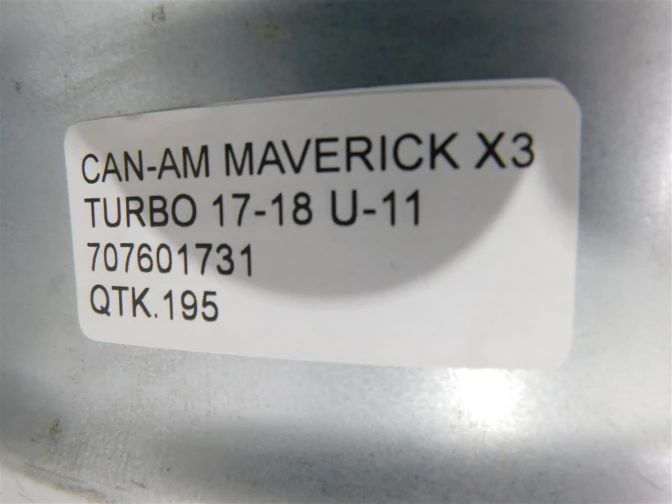 CAN-AM MAVERICK X3
TURBO 17-18 U-11
707601731
QTK.195